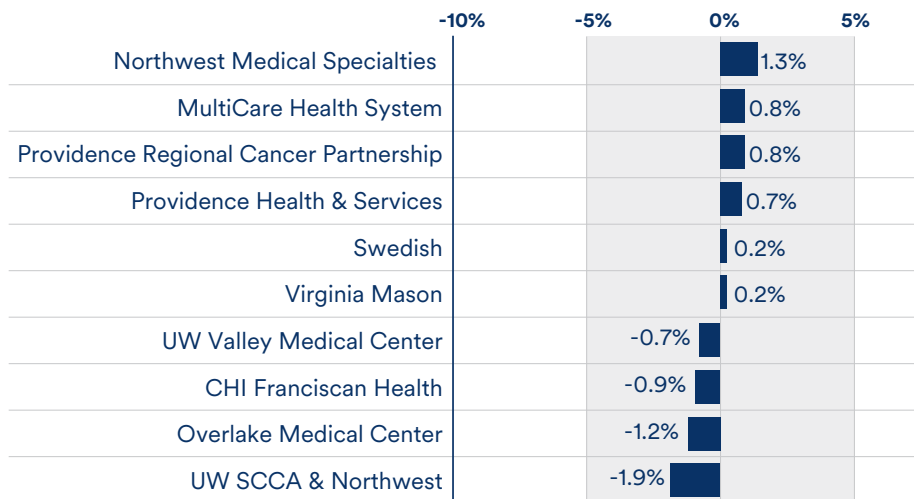 -10% -5% 0% 5%
Northwest Medical Specialties 1.3%
MultiCare Health System 0.8%
Providence Regional Cancer Partnership 0.8%
Providence Health & Services 0.7%
Swedish 0.2%
Virginia Mason 0.2%
UW Valley Medical Center -0.7%
CHI Franciscan Health -0.9%
Overlake Medical Center -1.2%
UW SCCA & Northwest -1.9%